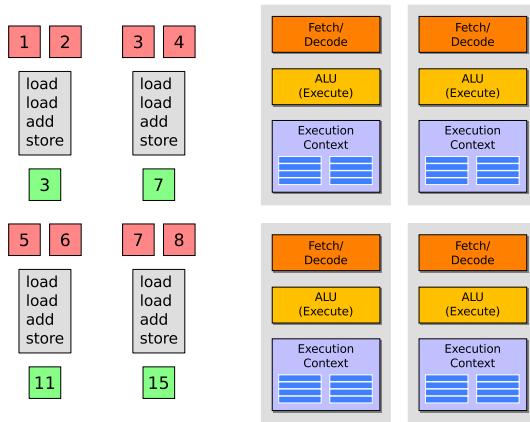 1 2
load
load
add
store
3
3 4
load
load
add
store
7
Fetch/
Decode
ALU
(Execute)
Execution
Context
Fetch/
Decode
ALU
(Execute)
Execution
Context
5 6
load
load
add
store
11
7 8
load
load
add
store
15
Fetch/
Decode
ALU
(Execute)
Execution
Context
Fetch/
Decode
ALU
(Execute)
Execution
Context